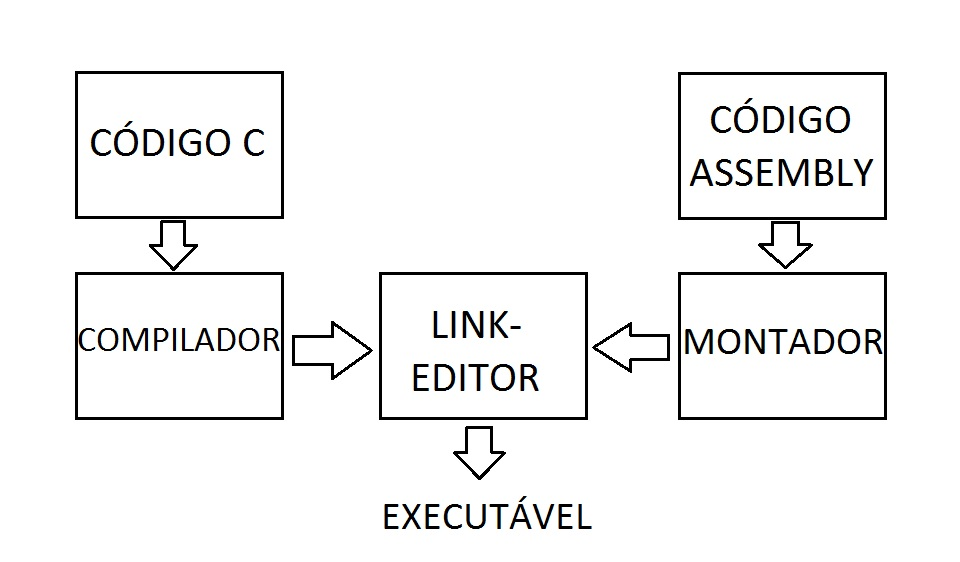 CÓDIGO C
CÓDIGO
ASSEMBLY
COMPILADOR
LINK-
EDITOR
MONTADOR
EXECUTÁVEL